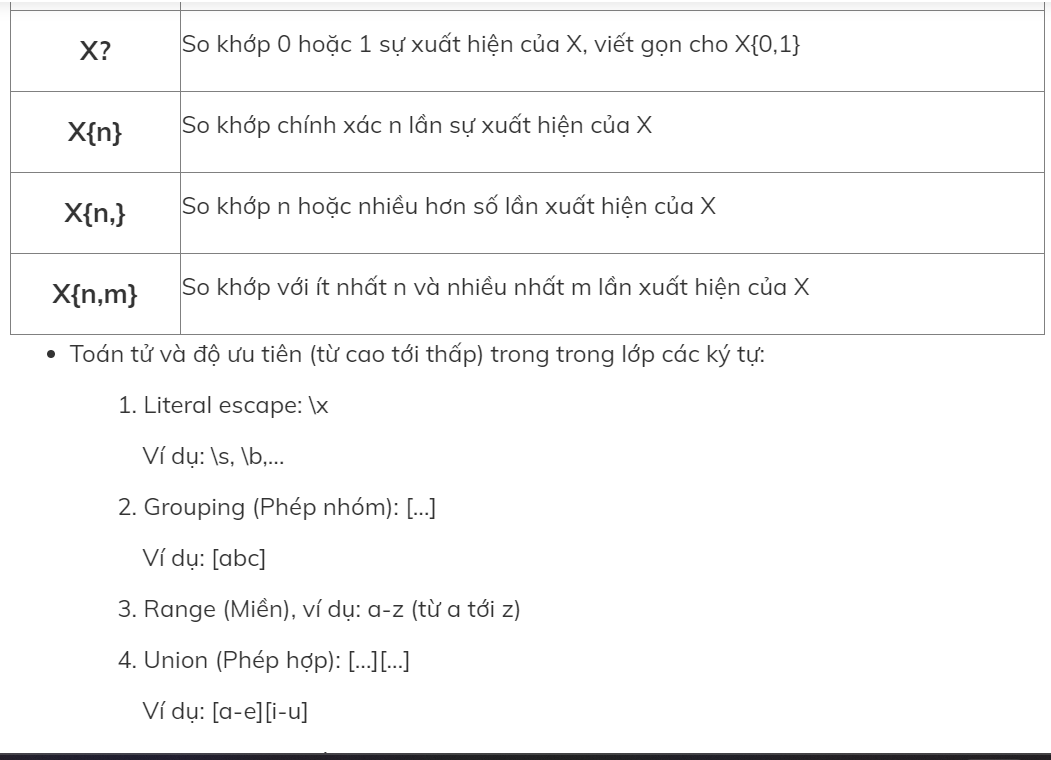 X? So khớp 0 hoặc 1 sự xuất hiện của X, viết gọn cho X{0,1}
X{n} So khớp chính xác n lần sự xuất hiện của X
X{n,} So khớp n hoặc nhiều hơn số lần xuất hiện của X
X{n,m} So khớp với ít nhất n và nhiều nhất m lần xuất hiện của X
• Toán tử và độ ưu tiên (từ cao tới thấp) trong trong lớp các ký tự:
1. Literal escape: \x
Ví dụ: \s, \b,...
2. Grouping (Phép nhóm): [...]
Ví dụ: [abc]
3. Range (Miền), ví dụ: a-z (từ a tới z)
4. Union (Phép hợp): [...][...]
Ví dụ: [a-e][i-u]